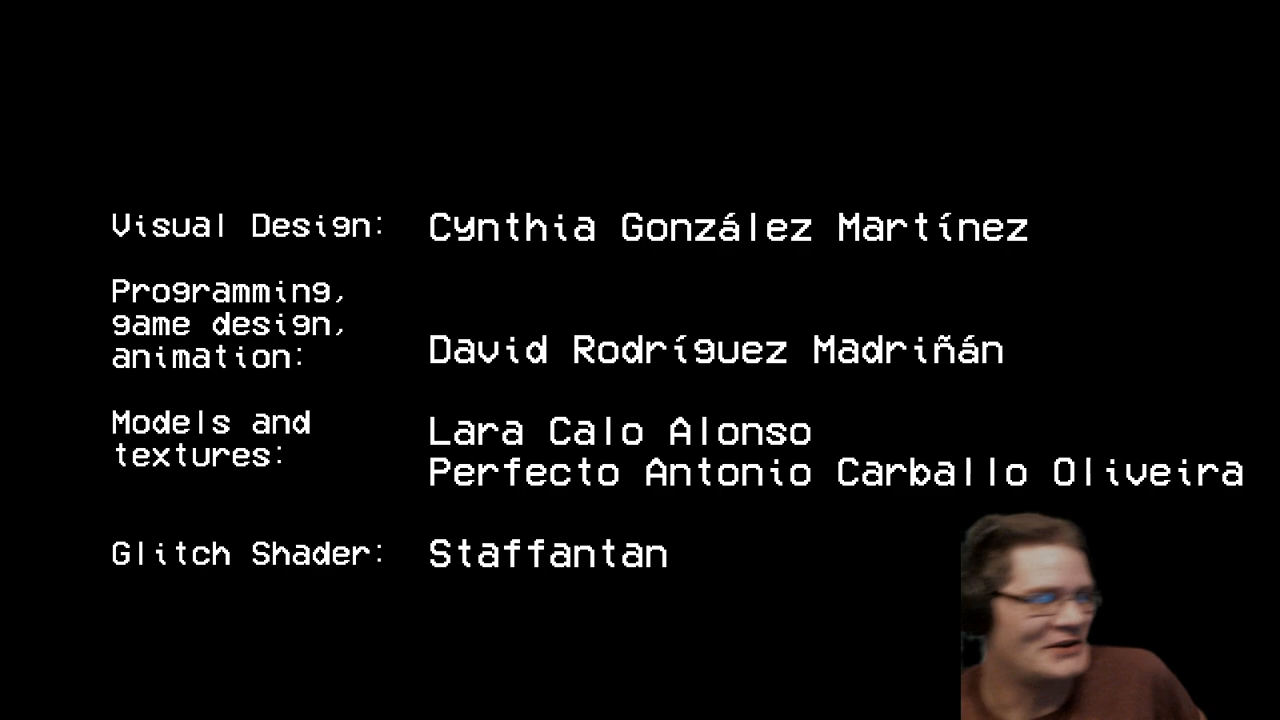 Visual Design: Cynthia González Martínez
Programming,
game design,
animation: David Rodríguez Madriñán
Models and
textures:
Lara Calo Alonso
Perfecto Antonio Carballo Oliveira
Glitch Shader: Staffantan